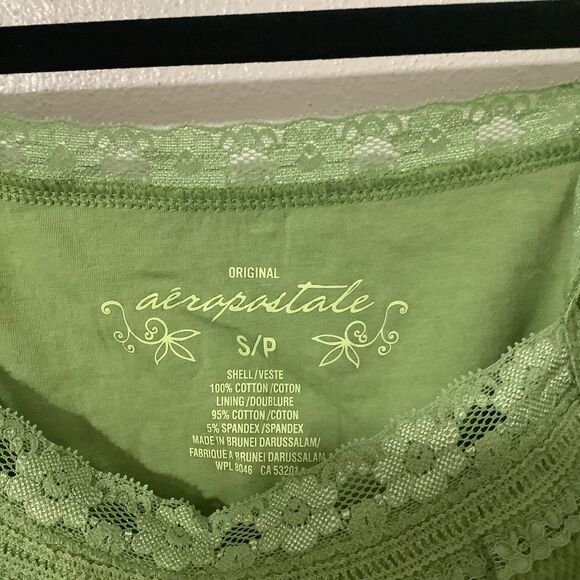 ORIGINAL
aéropostale
S/P
SHELL/VESTE
100% COTTON/COTON
LINING/DOUBLURE
95% COTTON/COTON
5% SPANDEX/SPANDEX
MADE IN BRUNEI DARUSSALAM/
FABRIQUE A BRUNEI DARUSSALAM
WPL 8046 CA 53201